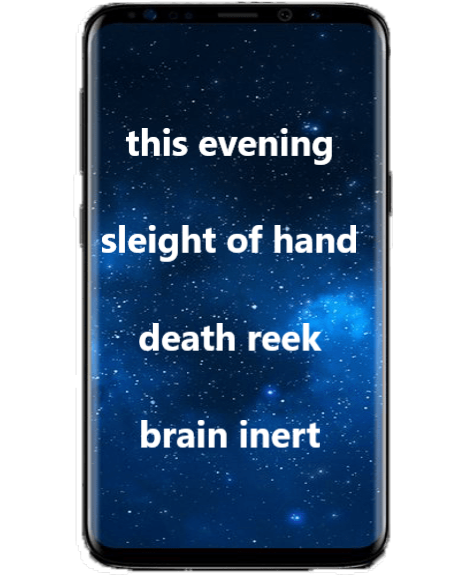 this evening
sleight of hand
death reek
brain inert